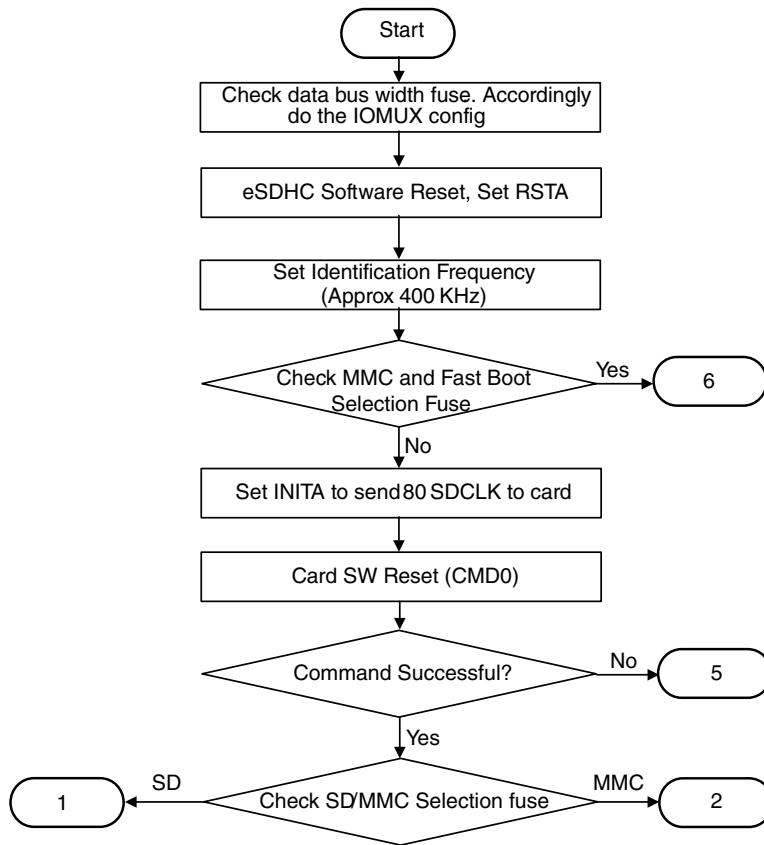 Start
Check data bus width fuse. Accordingly
do the IOMUX config
eSDHC Software Reset, Set RSTA
Set Identification Frequency
(Approx 400 KHz)
Check MMC and Fast Boot
Selection Fuse
Yes
6
No
Set INITA to send 80 SDCLK to card
Card SW Reset (CMD0)
Command Successful?
No
5
Yes
SD
1
Check SD/MMC Selection fuse
MMC
2